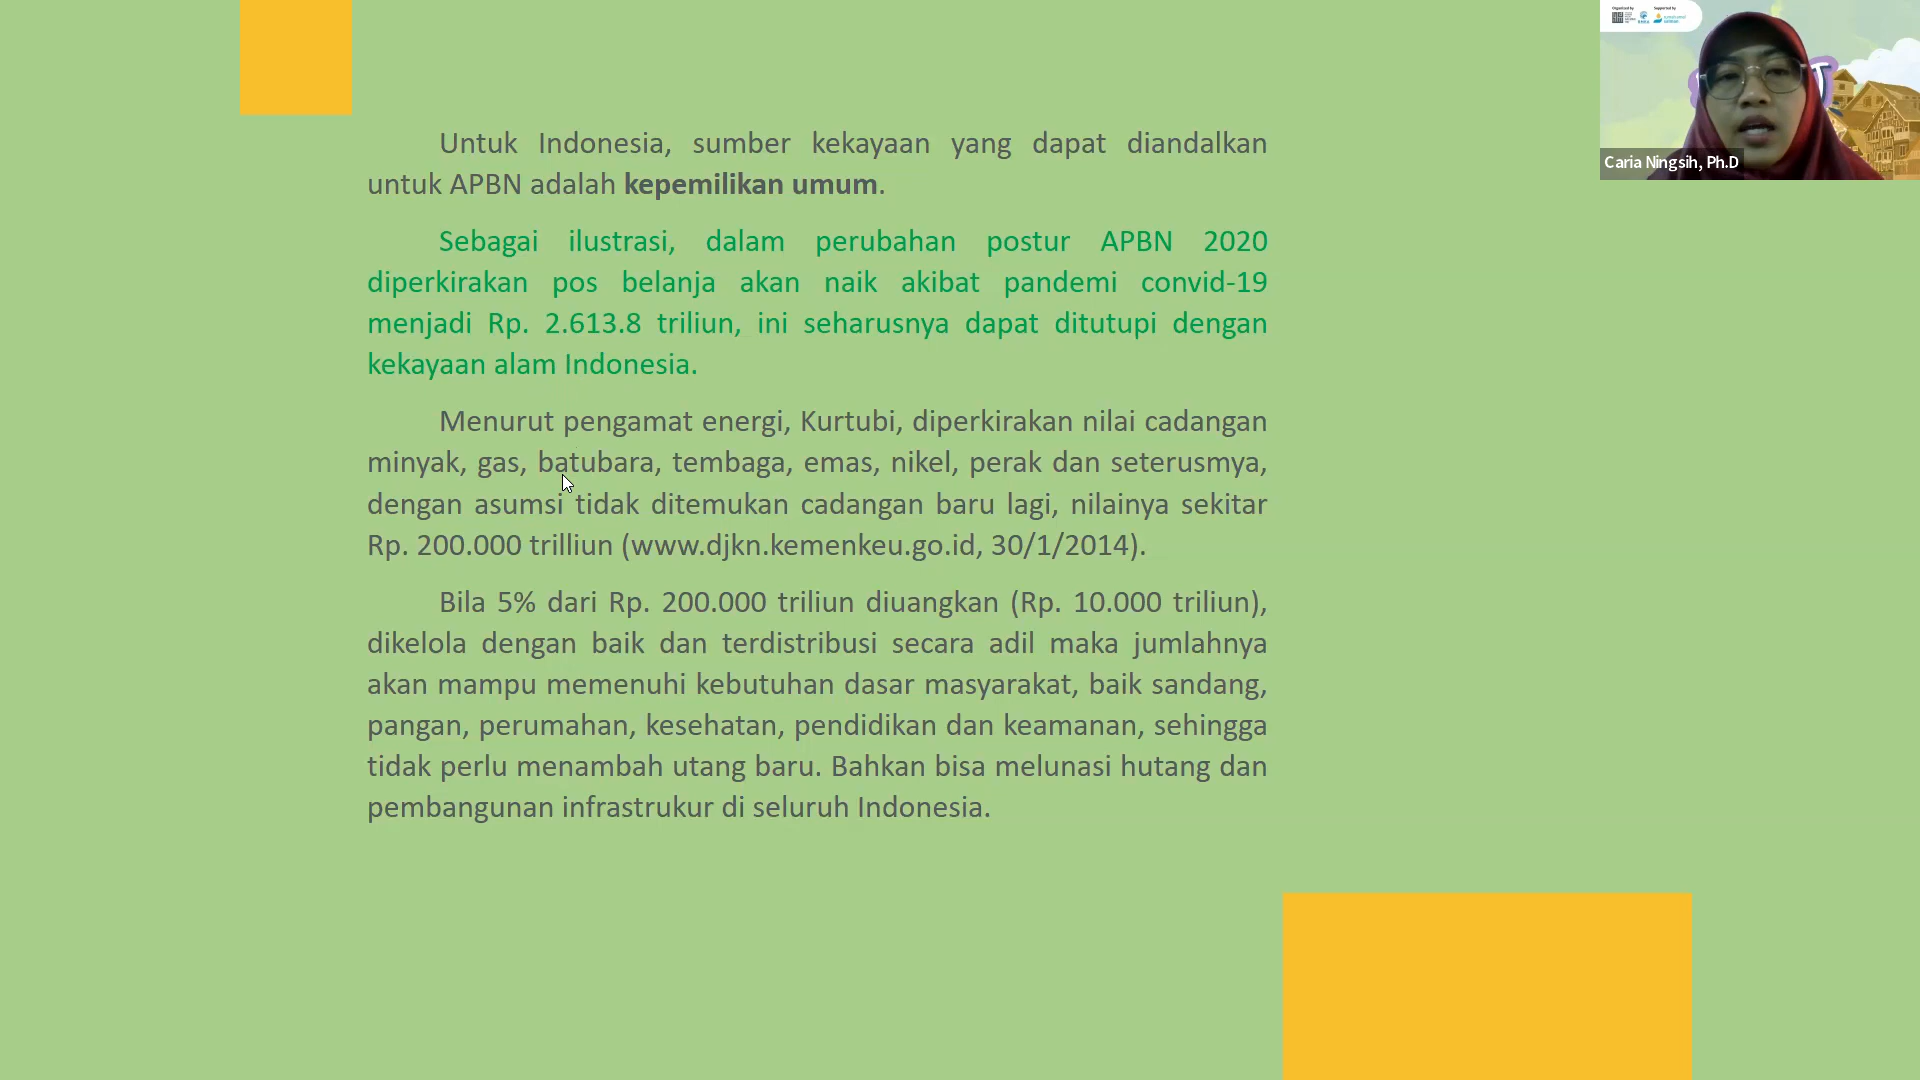 Untuk Indonesia, sumber kekayaan yang dapat diandalkan
untuk APBN adalah kepemilikan umum.
Sebagai ilustrasi, dalam perubahan postur APBN 2020
diperkirakan pos belanja akan naik akibat pandemi convid-19
menjadi Rp. 2.613.8 triliun, ini seharusnya dapat ditutupi dengan
kekayaan alam Indonesia.
Menurut pengamat energi, Kurtubi, diperkirakan nilai cadangan
minyak, gas, batubara, tembaga, emas, nikel, perak dan seterusmya,
dengan asumsi tidak ditemukan cadangan baru lagi, nilainya sekitar
Rp. 200.000 trilliun (www.djkn.kemenkeu.go.id, 30/1/2014).
Bila 5% dari Rp. 200.000 triliun diuangkan (Rp. 10.000 triliun),
dikelola dengan baik dan terdistribusi secara adil maka jumlahnya
akan mampu memenuhi kebutuhan dasar masyarakat, baik sandang,
pangan, perumahan, kesehatan, pendidikan dan keamanan, sehingga
tidak perlu menambah utang baru. Bahkan bisa melunasi hutang dan
pembangunan infrastrukur di seluruh Indonesia.
Organized by
Supported by
Caria Ningsih, Ph.D